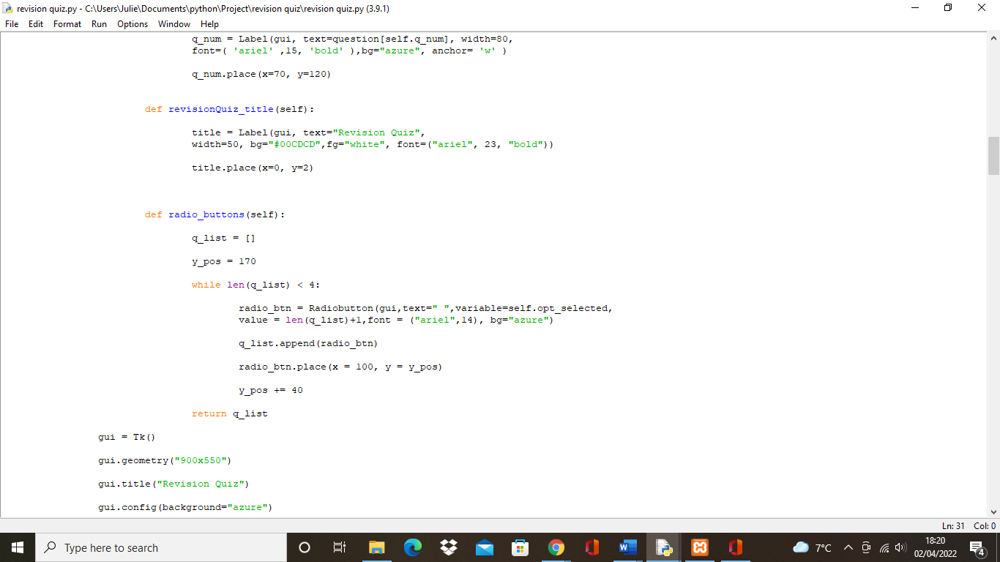 revision quiz.py - C:\Users\Julie\Documents\python\Project\revision quiz\revision quiz.py (3.9.1)
File Edit Format Run Options Window Help
q_num = Label(gui, text=question[self.q_num], width=80,
font=( 'ariel' ,15, 'bold' ),bg="azure", anchor= 'w' )
q_num.place(x=70, y=120)
def revisionQuiz_title(self):
title = Label(gui, text="Revision Quiz",
width=50, bg="#00CDCD",fg="white", font=("ariel", 23, "bold"))
title.place(x=0, y=2)
def radio_buttons(self):
q_list = []
y_pos = 170
while len(q_list) < 4:
radio_btn = Radiobutton(gui,text=" ",variable=self.opt_selected,
value = len(q_list)+1,font = ("ariel",14), bg="azure")
q_list.append(radio_btn)
radio_btn.place(x = 100, y = y_pos)
y_pos += 40
return q_list
gui = Tk()
gui.geometry("900x550")
gui.title("Revision Quiz")
gui.config(background="azure")
Ln: 31 Col: 0
Type here to search
7°C
18:20
02/04/2022
4